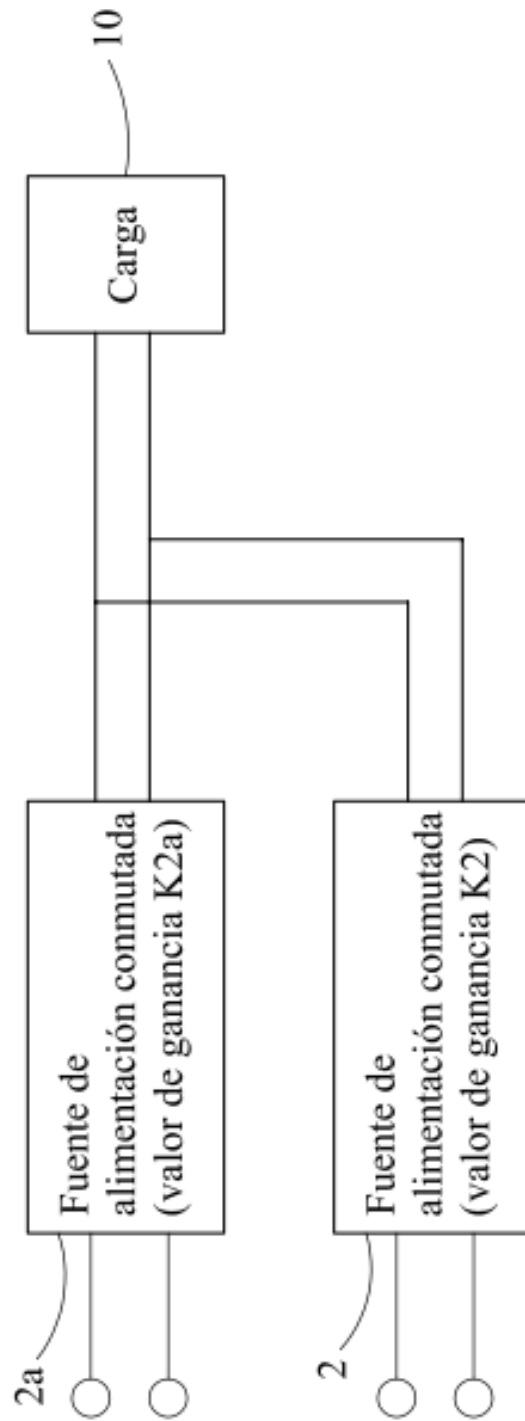 2a
Fuente de
alimentación conmutada
(valor de ganancia K2a)
Carga
10
2
Fuente de
alimentación conmutada
(valor de ganancia K2)